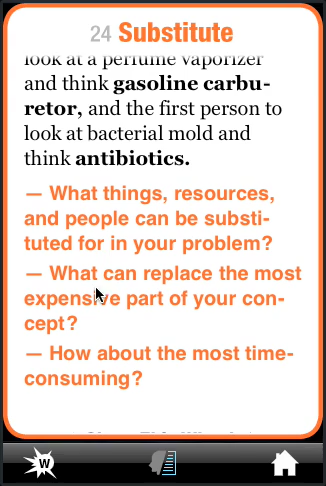 24 Substitute
look at a perfume vaporizer
and think gasoline carbu-
retor, and the first person to
look at bacterial mold and
think antibiotics.
— What things, resources,
and people can be substi-
tuted for in your problem?
— What can replace the most
expensive part of your con-
cept?
— How about the most time-
consuming?
W